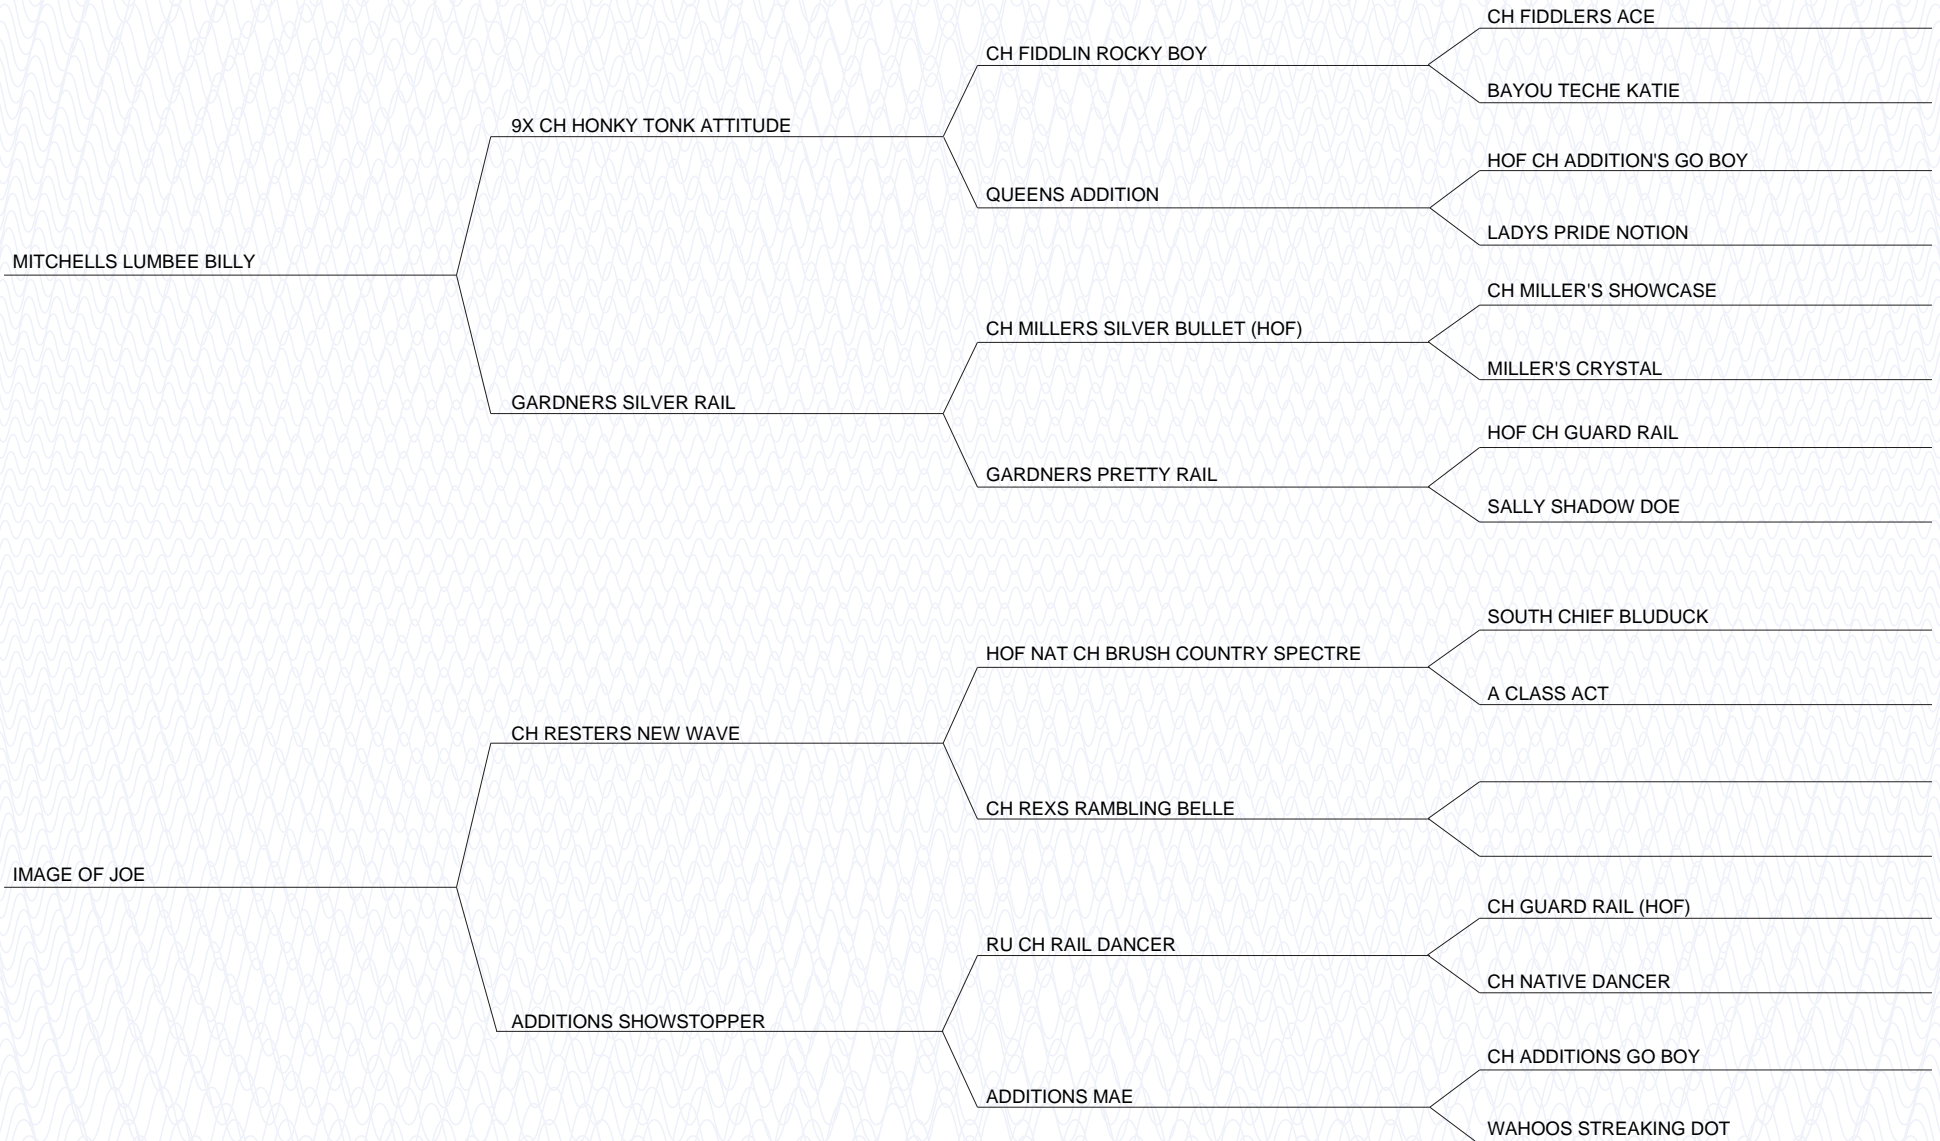 CH FIDDLERS ACE
CH FIDDLIN ROCKY BOY
BAYOU TECHE KATIE
9X CH HONKY TONK ATTITUDE
HOF CH ADDITION'S GO BOY
QUEENS ADDITION
LADYS PRIDE NOTION
MITCHELLS LUMBEE BILLY
CH MILLER'S SHOWCASE
CH MILLERS SILVER BULLET (HOF)
MILLER'S CRYSTAL
GARDNERS SILVER RAIL
HOF CH GUARD RAIL
GARDNERS PRETTY RAIL
SALLY SHADOW DOE
SOUTH CHIEF BLUDUCK
HOF NAT CH BRUSH COUNTRY SPECTRE
A CLASS ACT
CH RESTERS NEW WAVE
CH REXS RAMBLING BELLE
IMAGE OF JOE
CH GUARD RAIL (HOF)
RU CH RAIL DANCER
CH NATIVE DANCER
ADDITIONS SHOWSTOPPER
CH ADDITIONS GO BOY
ADDITIONS MAE
WAHOOS STREAKING DOT